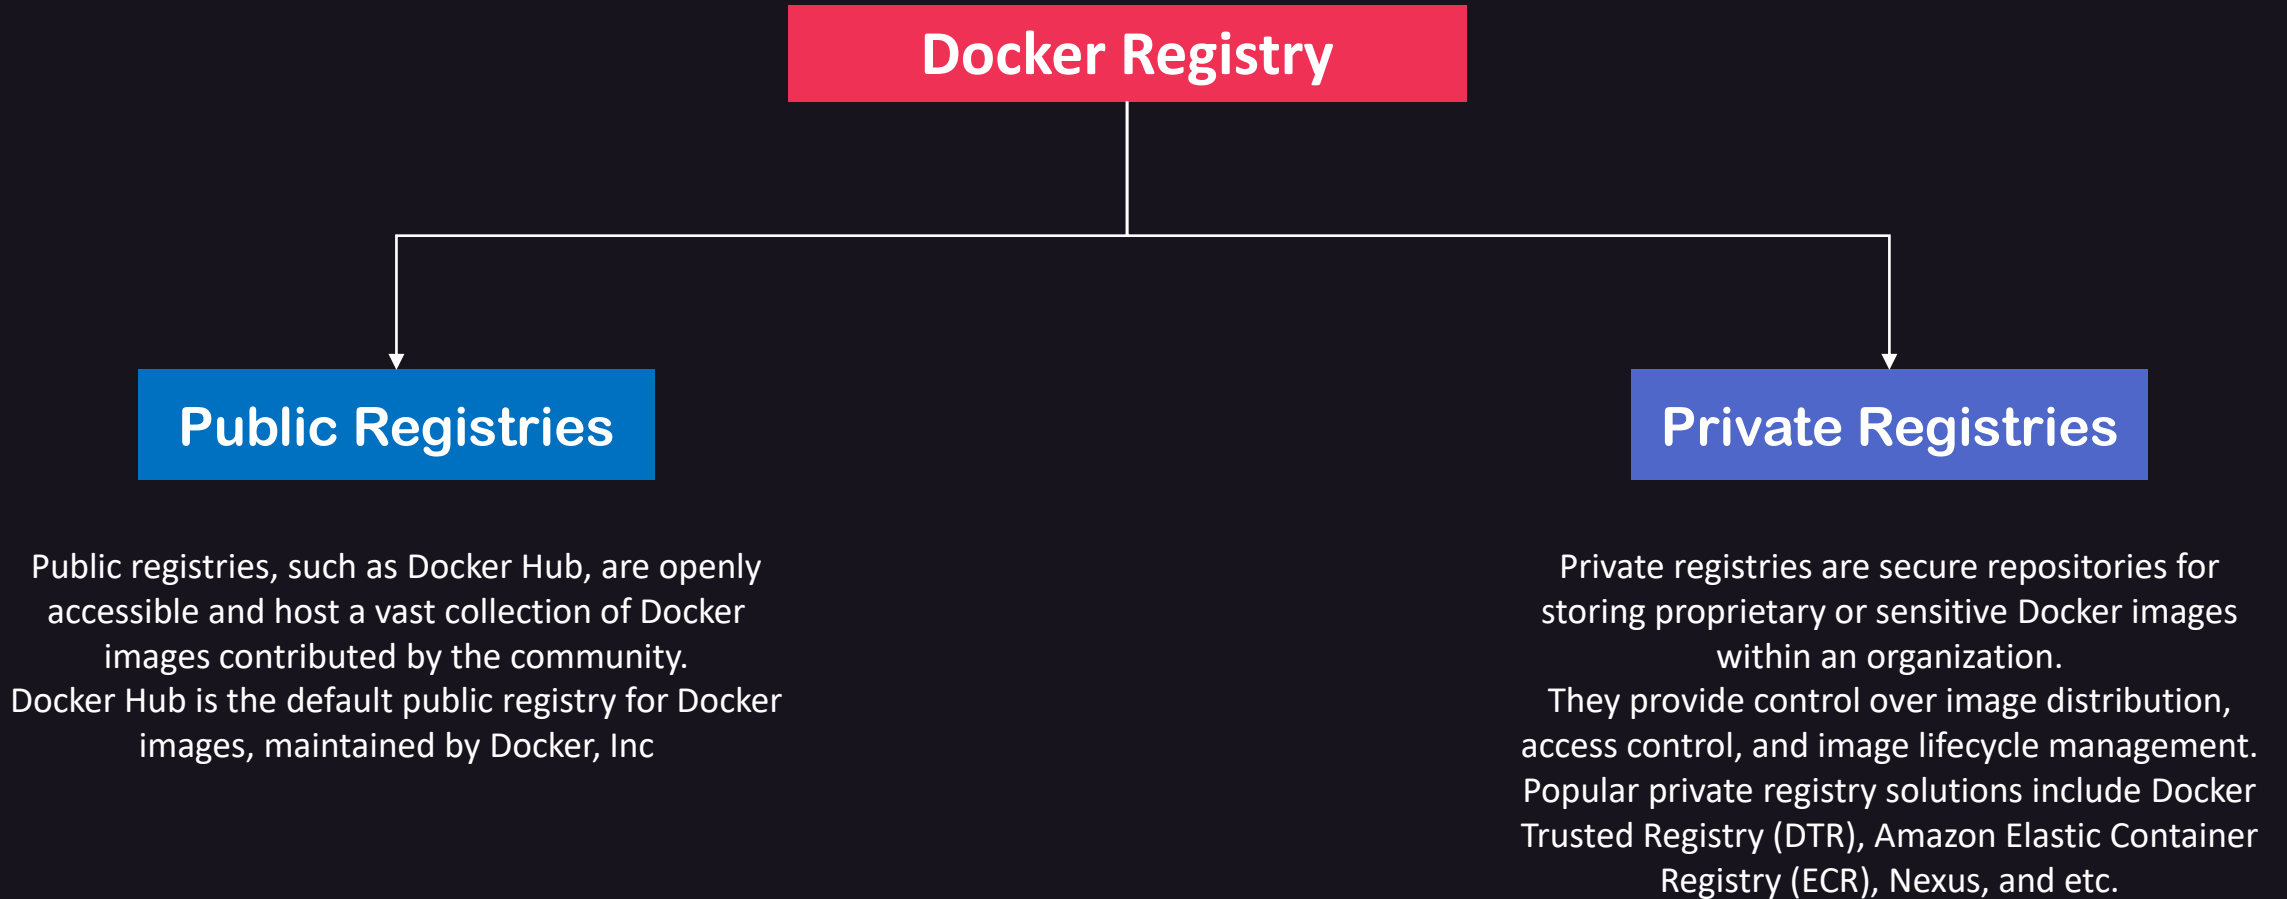 Docker Registry
Public Registries
Public registries, such as Docker Hub, are openly
accessible and host a vast collection of Docker
images contributed by the community.
Docker Hub is the default public registry for Docker
images, maintained by Docker, Inc
Private Registries
Private registries are secure repositories for
storing proprietary or sensitive Docker images
within an organization.
They provide control over image distribution,
access control, and image lifecycle management.
Popular private registry solutions include Docker
Trusted Registry (DTR), Amazon Elastic Container
Registry (ECR), Nexus, and etc.